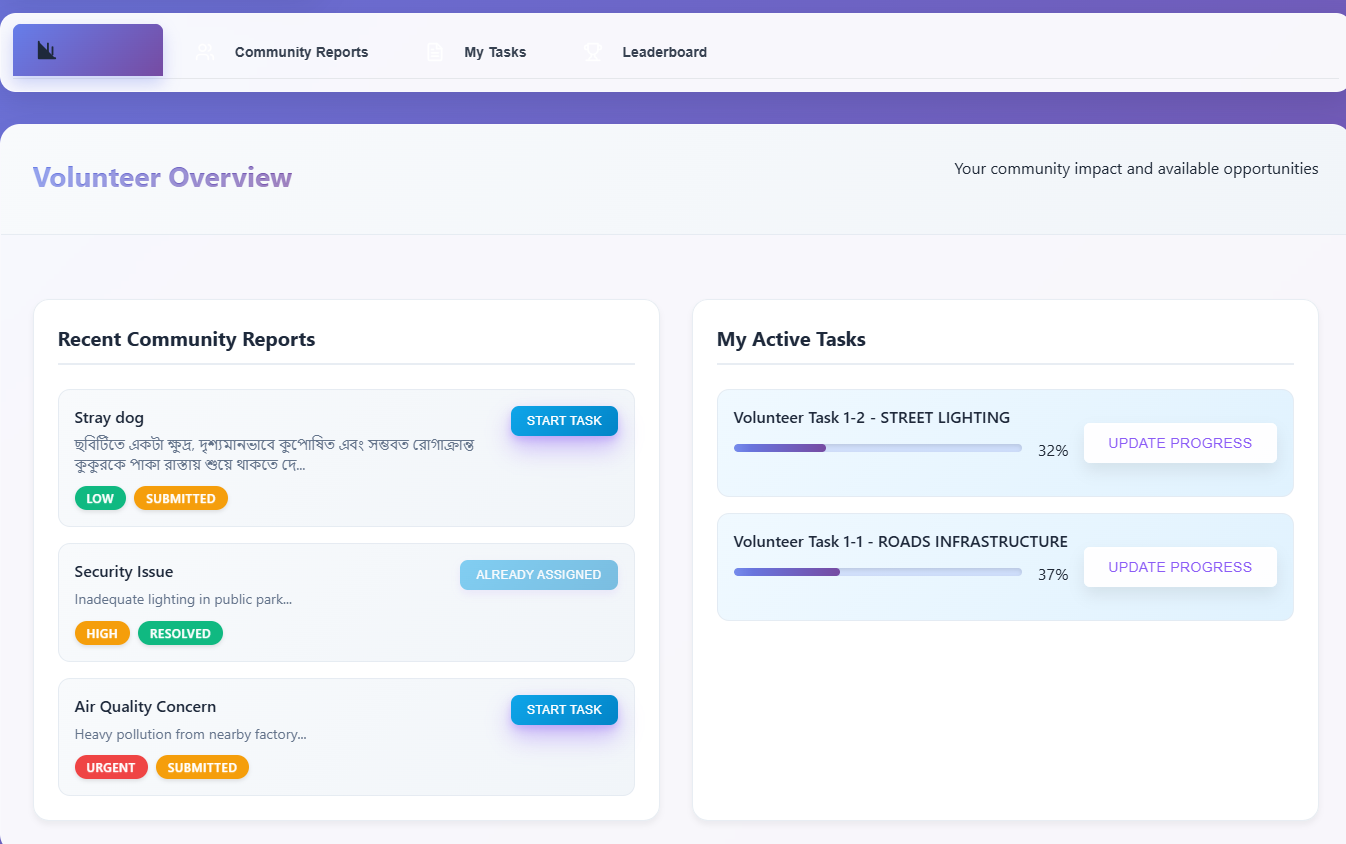 Community Reports
My Tasks
Leaderboard
Volunteer Overview
Your community impact and available opportunities
Recent Community Reports
Stray dog
START TASK
ছবিটিতে একটা ক্ষুদ্র, দৃশ্যমানভাবে কুপোষিত এবং সম্ভবত রোগাক্রান্ত
কুকুরকে পাকা রাস্তায় শুয়ে থাকতে দে...
LOW
SUBMITTED
Security Issue
ALREADY ASSIGNED
Inadequate lighting in public park...
HIGH
RESOLVED
Air Quality Concern
START TASK
Heavy pollution from nearby factory...
URGENT
SUBMITTED
My Active Tasks
Volunteer Task 1-2 - STREET LIGHTING
32%
UPDATE PROGRESS
Volunteer Task 1-1 - ROADS INFRASTRUCTURE
37%
UPDATE PROGRESS